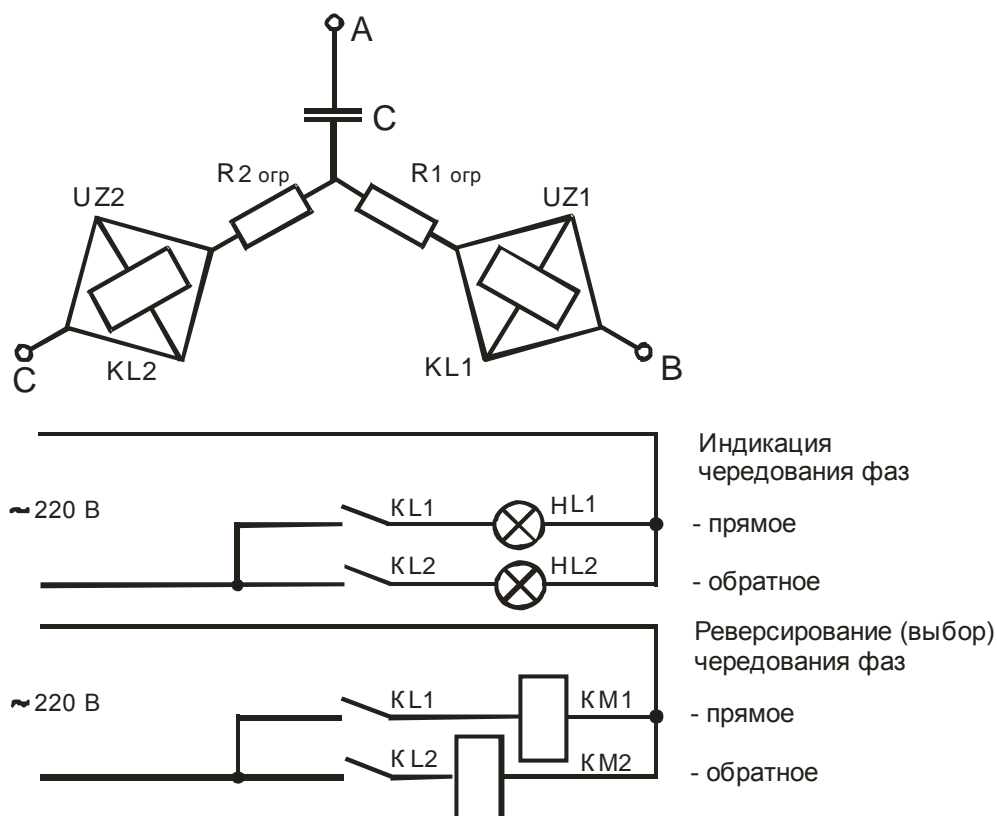 A
C
R2 огр
R1 огр
UZ2
UZ1
C
KL2
KL1
B
Индикация
чередования фаз
~220 В
KL1
HL1
- прямое
KL2
HL2
- обратное
Реверсирование (выбор)
чередования фаз
~220 В
KL1
KM1
- прямое
KL2
KM2
- обратное